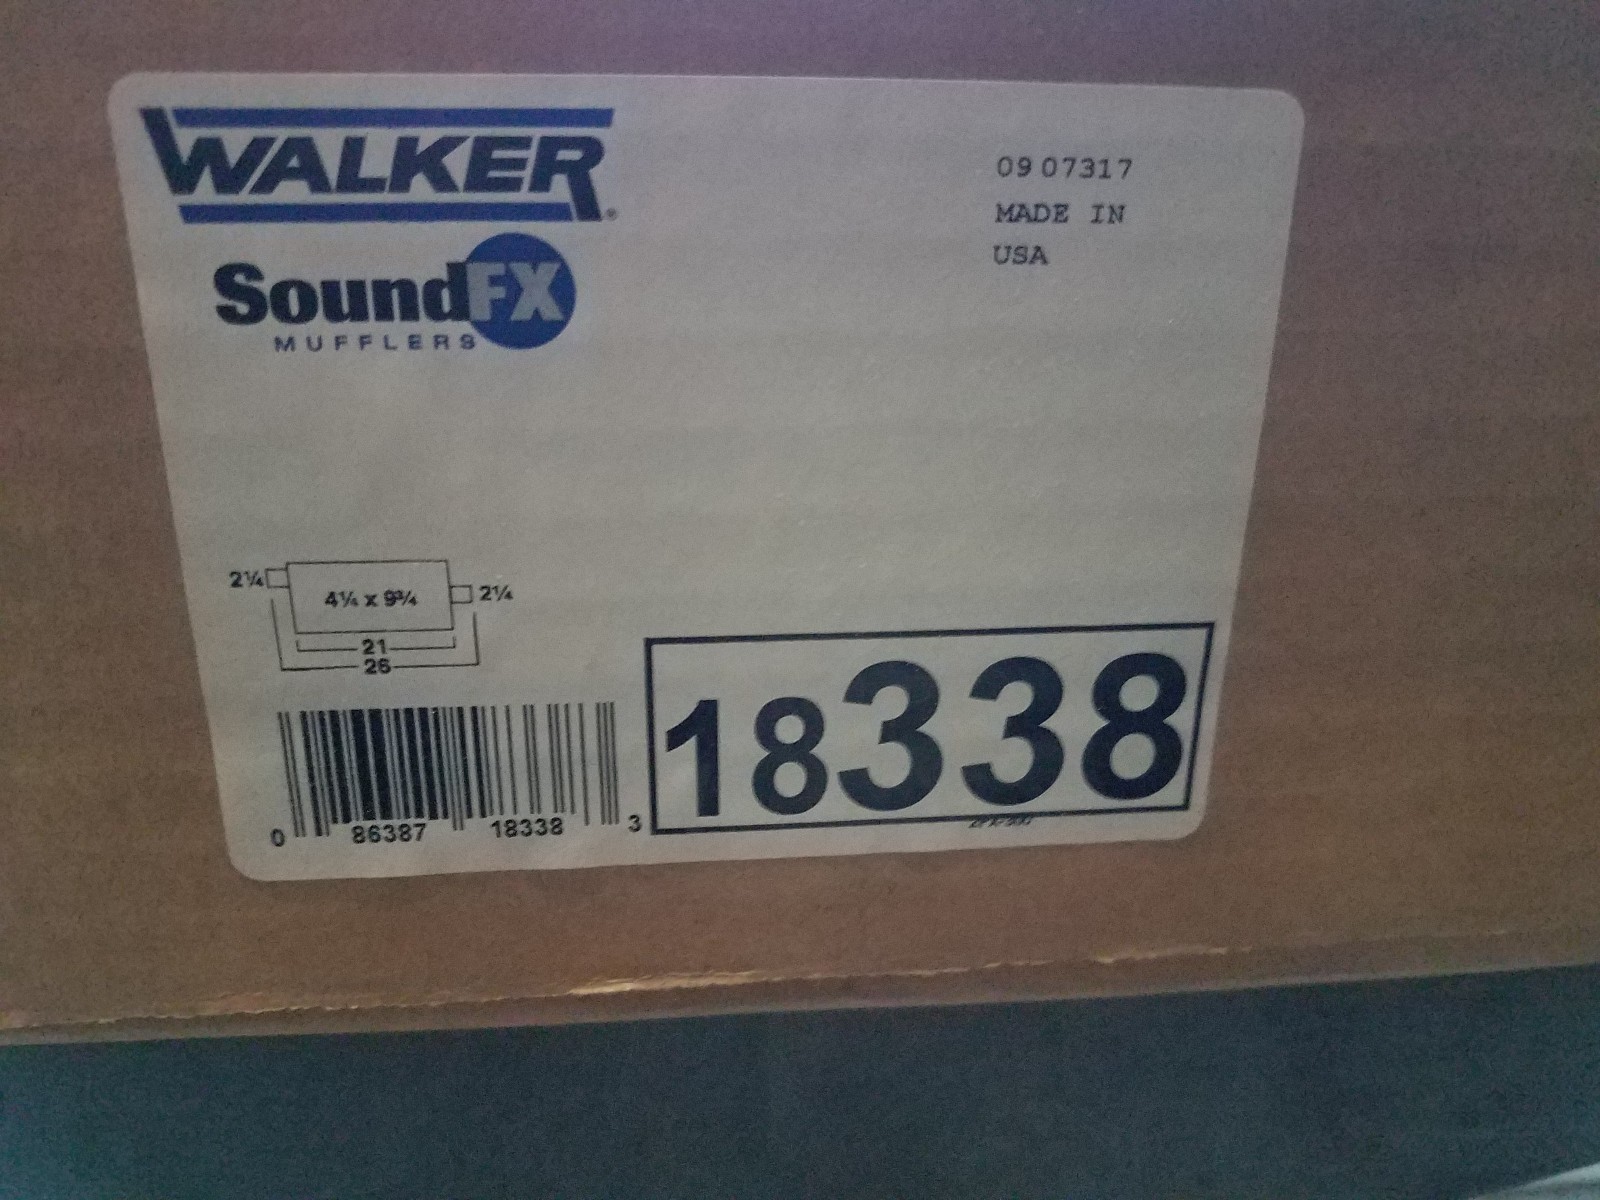 WALKER®
SoundFX
MUFFLERS
09 07317
MADE IN
USA
2¼
4¼ x 9¾
2¼
21
26
0 86387 18338 3
18338